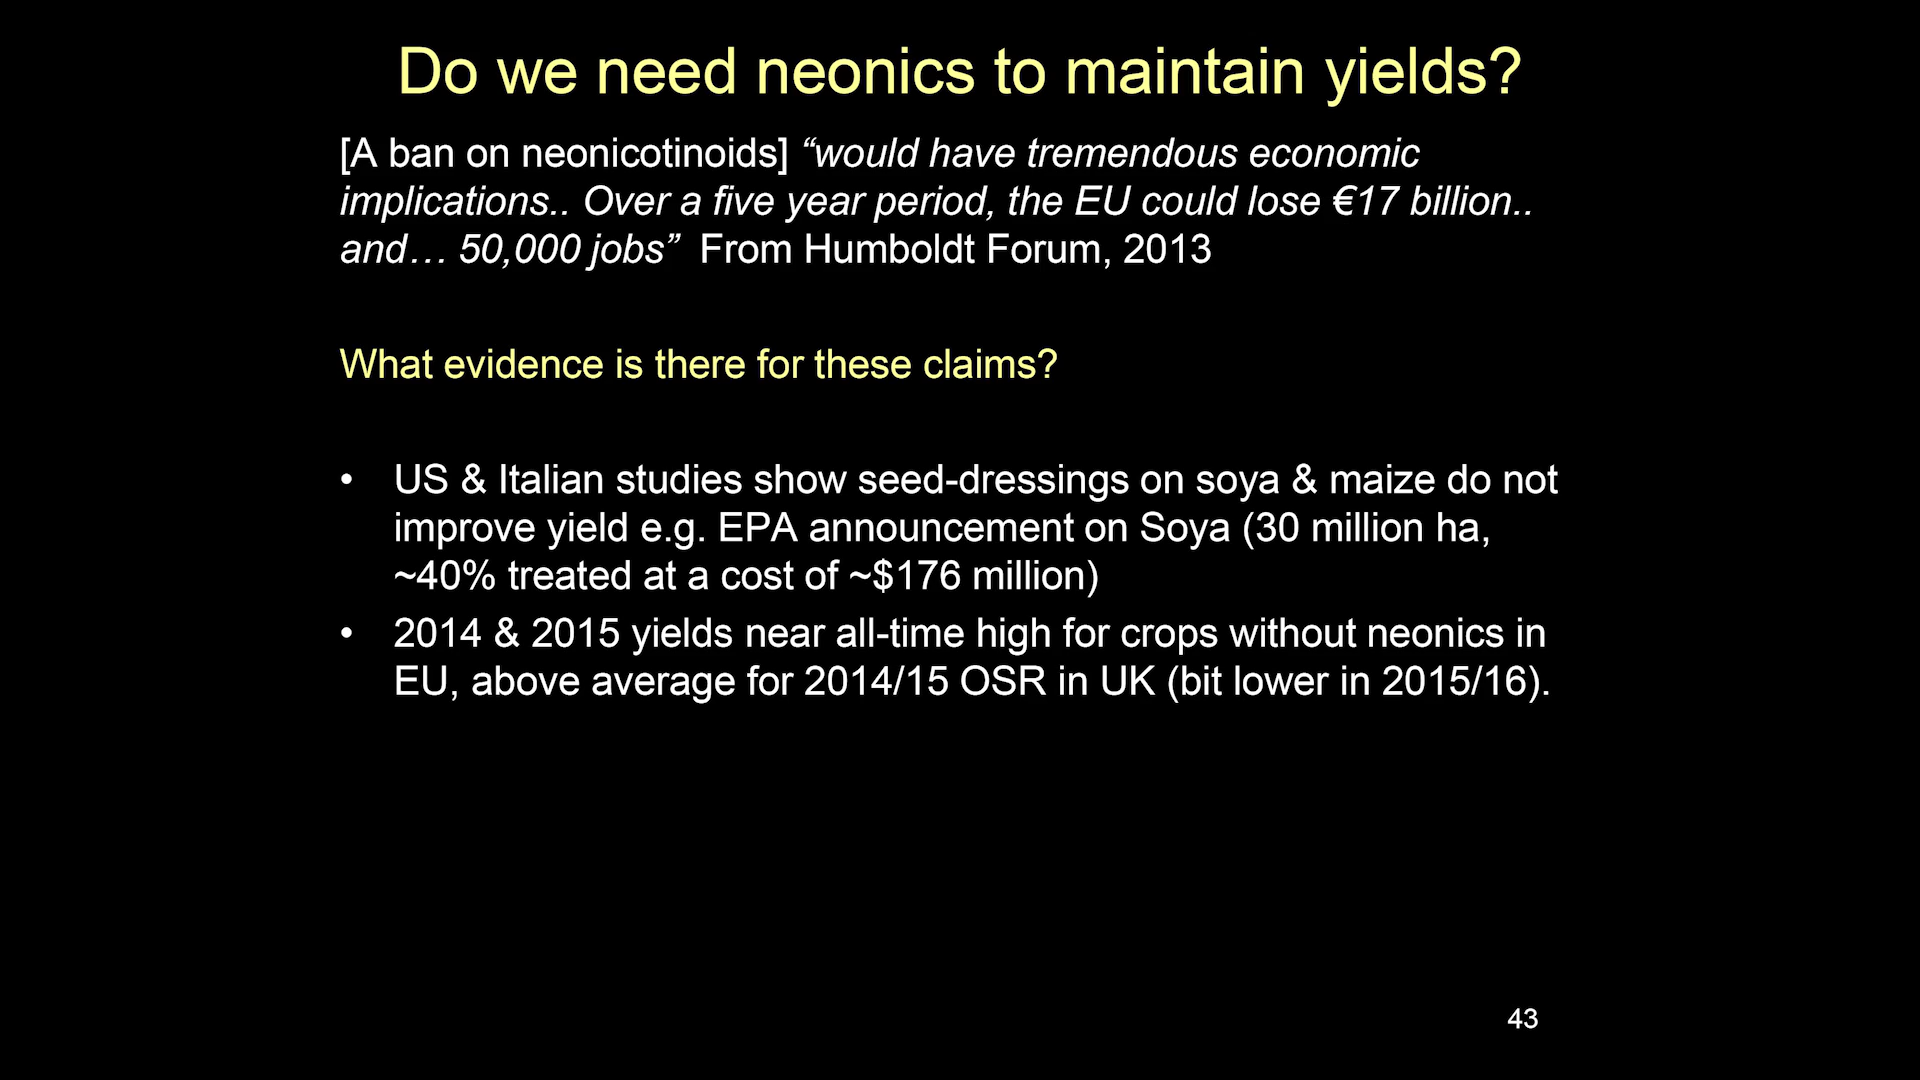 Do we need neonics to maintain yields?
[A ban on neonicotinoids] “would have tremendous economic
implications.. Over a five year period, the EU could lose €17 billion..
and… 50,000 jobs” From Humboldt Forum, 2013
What evidence is there for these claims?
• US & Italian studies show seed-dressings on soya & maize do not
improve yield e.g. EPA announcement on Soya (30 million ha,
~40% treated at a cost of ~$176 million)
• 2014 & 2015 yields near all-time high for crops without neonics in
EU, above average for 2014/15 OSR in UK (bit lower in 2015/16).
43